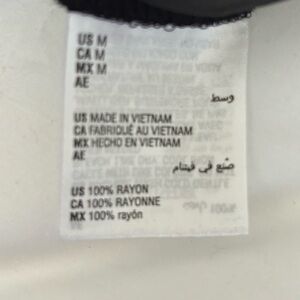 US M
CA M
MX M
AE
وسط
US MADE IN VIETNAM
CA FABRIQUÉ AU VIETNAM
MX HECHO EN VIETNAM
AE
صنع في فيتنام
US 100% RAYON
CA 100% RAYONNE
MX 100% rayón